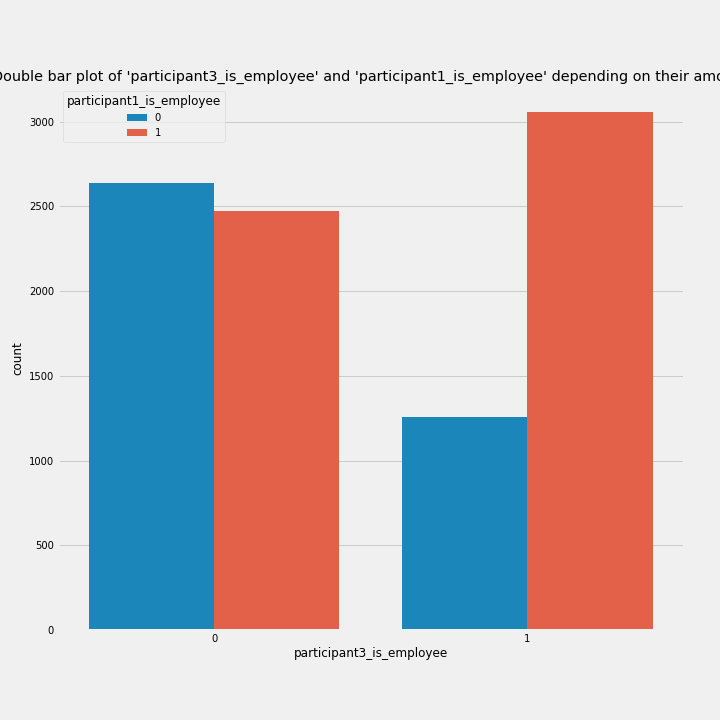 Double bar plot of 'participant3_is_employee' and 'participant1_is_employee' depending on their
participant1_is_employee
0
1
3000
2500
2000
1500
1000
500
0
count
0 1
participant3_is_employee